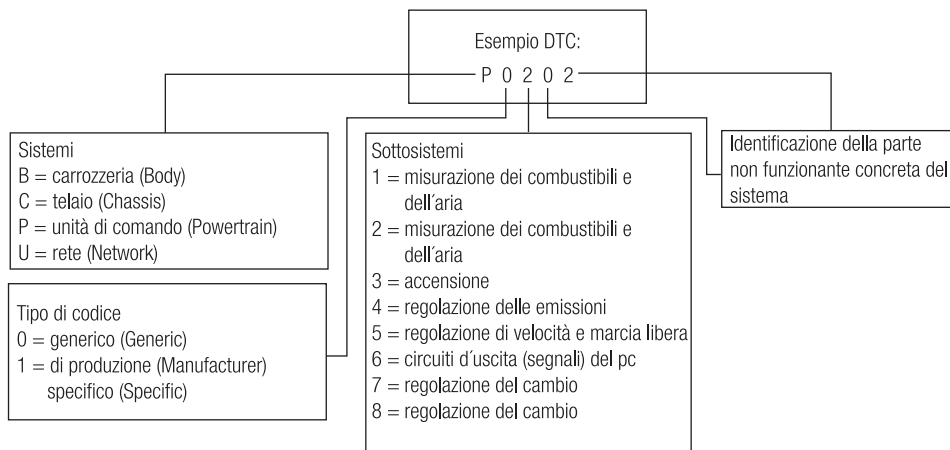 Esempio DTC:
P 0 2 0 2
Sistemi
B = carrozzeria (Body)
C = telaio (Chassis)
P = unità di comando (Powertrain)
U = rete (Network)
Tipo di codice
0 = generico (Generic)
1 = di produzione (Manufacturer)
specifico (Specific)
Sottosistemi
1 = misurazione dei combustibili e
dell´aria
2 = misurazione dei combustibili e
dell´aria
3 = accensione
4 = regolazione delle emissioni
5 = regolazione di velocità e marcia libera
6 = circuiti d´uscita (segnali) del pc
7 = regolazione del cambio
8 = regolazione del cambio
Identificazione della parte
non funzionante concreta del
sistema